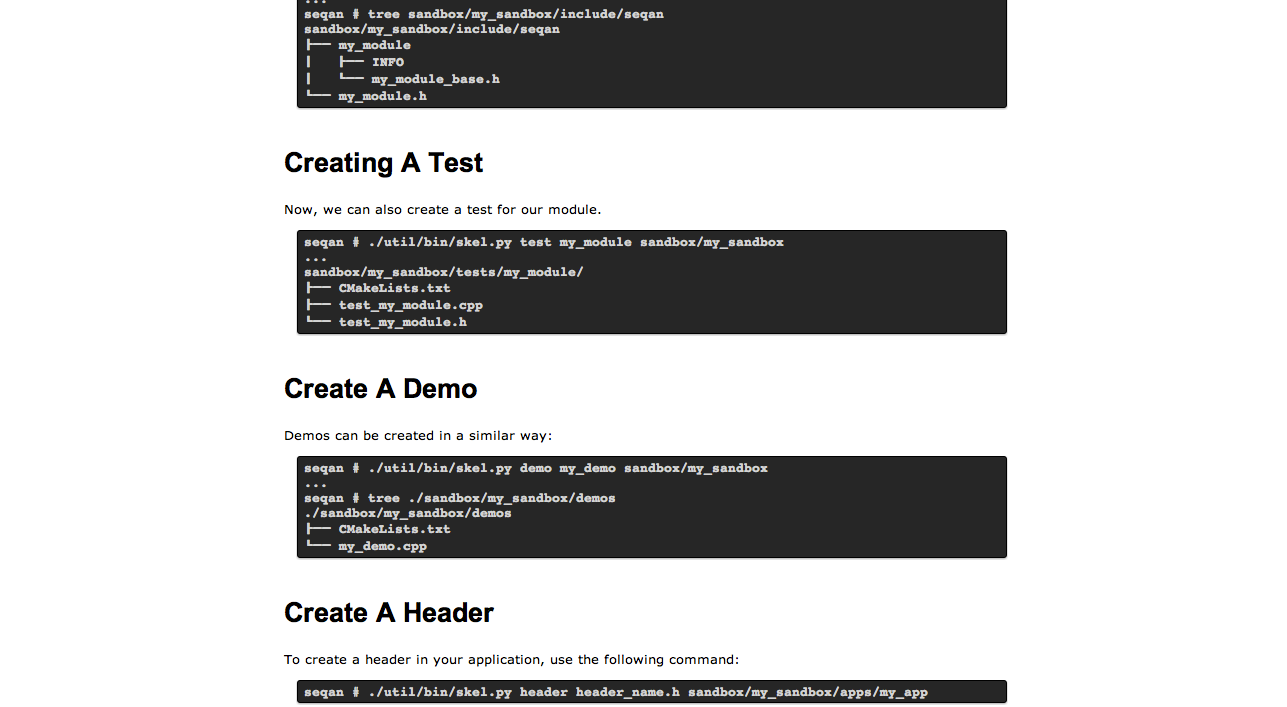 ...
seqan # tree sandbox/my_sandbox/include/seqan
sandbox/my_sandbox/include/seqan
├── my_module
│   ├── INFO
│   └── my_module_base.h
└── my_module.h
Creating A Test
Now, we can also create a test for our module.
seqan # ./util/bin/skel.py test my_module sandbox/my_sandbox
...
sandbox/my_sandbox/tests/my_module/
├── CMakeLists.txt
├── test_my_module.cpp
└── test_my_module.h
Create A Demo
Demos can be created in a similar way:
seqan # ./util/bin/skel.py demo my_demo sandbox/my_sandbox
...
seqan # tree ./sandbox/my_sandbox/demos
./sandbox/my_sandbox/demos
├── CMakeLists.txt
└── my_demo.cpp
Create A Header
To create a header in your application, use the following command:
seqan # ./util/bin/skel.py header header_name.h sandbox/my_sandbox/apps/my_app